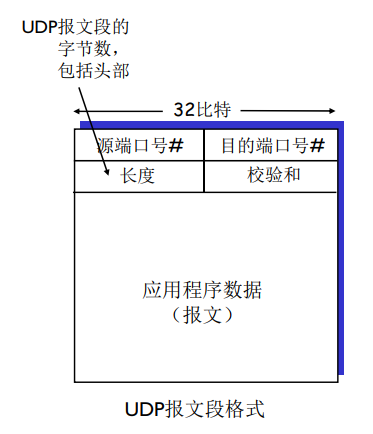 UDP报文段的
字节数,
包括头部
32比特
源端口号# 目的端口号#
长度 校验和
应用程序数据
（报文）
UDP报文段格式